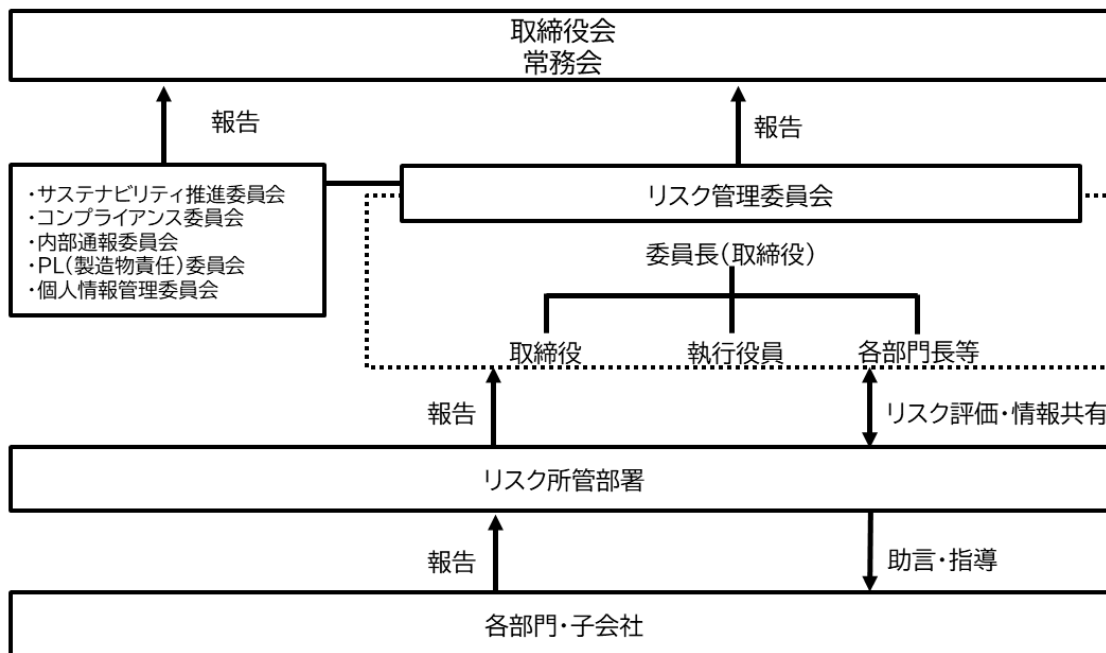 取締役会
常務会
報告
報告
・サステナビリティ推進委員会
・コンプライアンス委員会
・内部通報委員会
・PL(製造物責任)委員会
・個人情報管理委員会
リスク管理委員会
委員長(取締役)
取締役
執行役員
各部門長等
報告
リスク評価・情報共有
リスク所管部署
報告
助言・指導
各部門・子会社